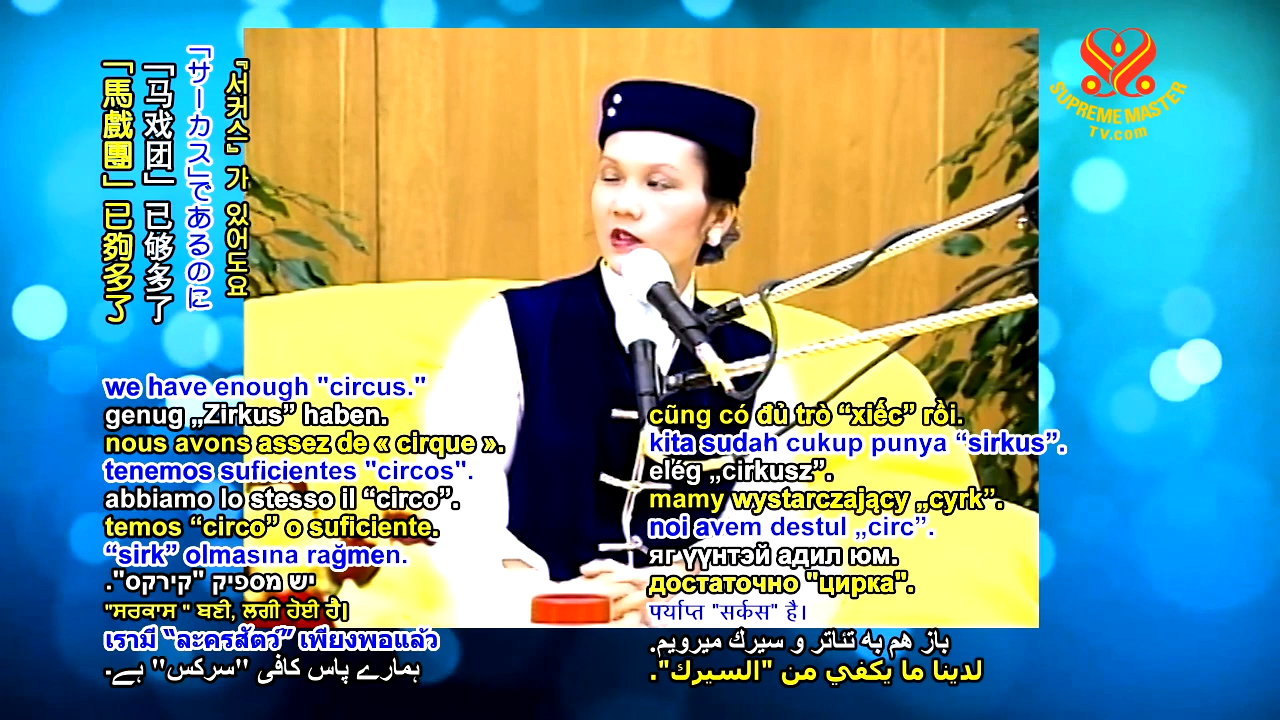 『서커스』가 있어도요
「サーカス」であるのに
「马戏团」已够多了
「馬戲團」已夠多了
SUPREME MASTER
TV.com
we have enough "circus."
genug „Zirkus” haben.
nous avons assez de « cirque ».
tenemos suficientes "circos".
abbiamo lo stesso il “circo”.
temos “circo” o suficiente.
“sirk” olmasına rağmen.
יש מספיק "קירקס".
"ਸਰਕਾਸ " ਬਣੀ, ਲਗੀ ਹੋਈ ਹੈ।
เรามี “ละครสัตว์” เพียงพอแล้ว
ہمارے پاس کافی "سرکس" ہے۔
cũng có đủ trò “xiếc” rồi.
kita sudah cukup punya “sirkus”.
elég „cirkusz”.
mamy wystarczający „cyrk”.
noi avem destul „circ”.
яг үүнтэй адил юм.
достаточно "цирка".
पर्याप्त "सर्कस" है।
باز هم به تئاتر و سیرك میرویم.
لدينا ما يكفي من "السيرك".